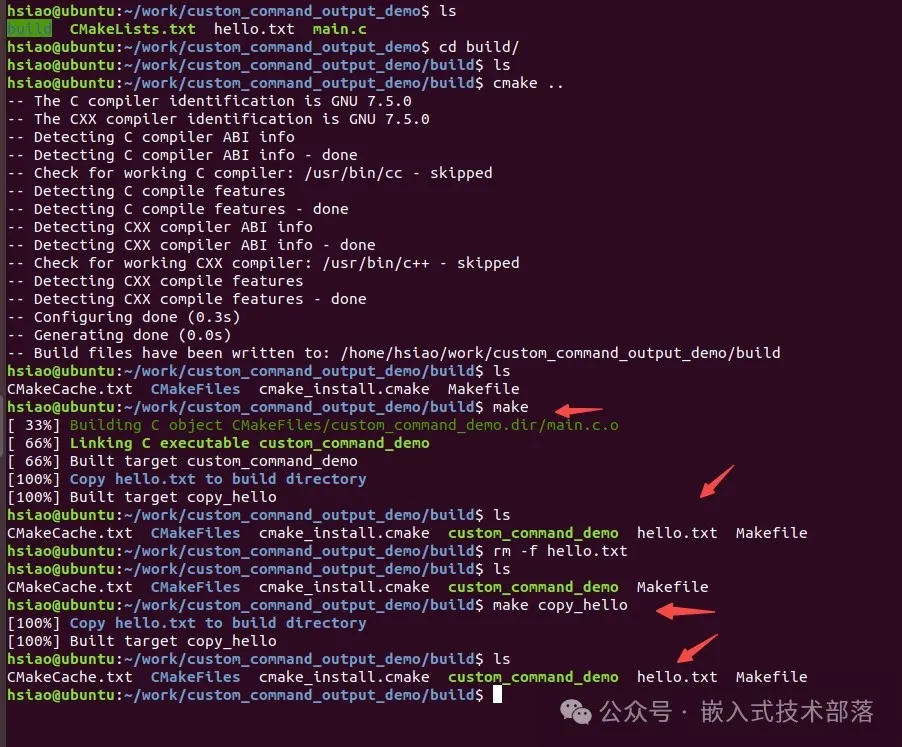 hsiao@ubuntu:~/work/custom_command_output_demo$ ls
build  CMakeLists.txt  hello.txt  main.c
hsiao@ubuntu:~/work/custom_command_output_demo$ cd build/
hsiao@ubuntu:~/work/custom_command_output_demo/build$ ls
hsiao@ubuntu:~/work/custom_command_output_demo/build$ cmake ..
-- The C compiler identification is GNU 7.5.0
-- The CXX compiler identification is GNU 7.5.0
-- Detecting C compiler ABI info
-- Detecting C compiler ABI info - done
-- Check for working C compiler: /usr/bin/cc - skipped
-- Detecting C compile features
-- Detecting C compile features - done
-- Detecting CXX compiler ABI info
-- Detecting CXX compiler ABI info - done
-- Check for working CXX compiler: /usr/bin/c++ - skipped
-- Detecting CXX compile features
-- Detecting CXX compile features - done
-- Configuring done (0.3s)
-- Generating done (0.0s)
-- Build files have been written to: /home/hsiao/work/custom_command_output_demo/build
hsiao@ubuntu:~/work/custom_command_output_demo/build$ ls
CMakeCache.txt  CMakeFiles  cmake_install.cmake  Makefile
hsiao@ubuntu:~/work/custom_command_output_demo/build$ make
[ 33%] Building C object CMakeFiles/custom_command_demo.dir/main.c.o
[ 66%] Linking C executable custom_command_demo
[ 66%] Built target custom_command_demo
[100%] Copy hello.txt to build directory
[100%] Built target copy_hello
hsiao@ubuntu:~/work/custom_command_output_demo/build$ ls
CMakeCache.txt  CMakeFiles  cmake_install.cmake  custom_command_demo  hello.txt  Makefile
hsiao@ubuntu:~/work/custom_command_output_demo/build$ rm -f hello.txt
hsiao@ubuntu:~/work/custom_command_output_demo/build$ ls
CMakeCache.txt  CMakeFiles  cmake_install.cmake  custom_command_demo  Makefile
hsiao@ubuntu:~/work/custom_command_output_demo/build$ make copy_hello
[100%] Copy hello.txt to build directory
[100%] Built target copy_hello
hsiao@ubuntu:~/work/custom_command_output_demo/build$ ls
CMakeCache.txt  CMakeFiles  cmake_install.cmake  custom_command_demo  hello.txt  Makefile
hsiao@ubuntu:~/work/custom_command_output_demo/build$
公众号 · 嵌入式技术部落